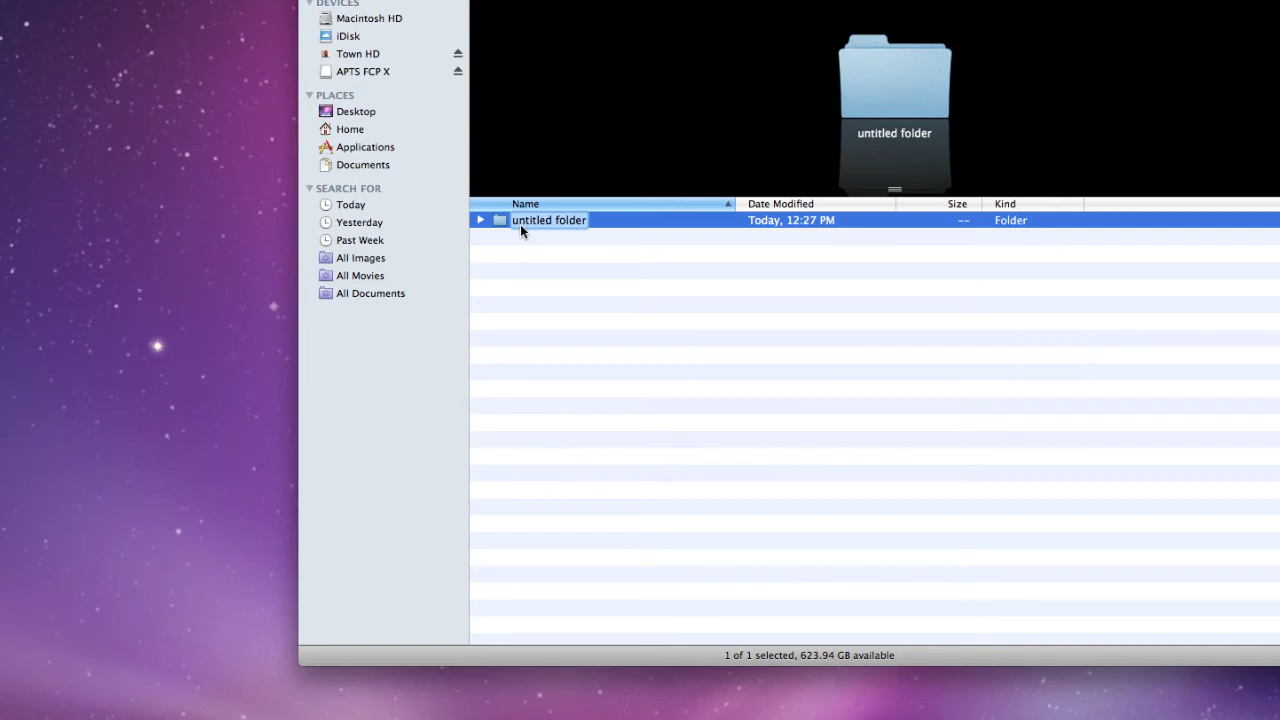 DEVICES
Macintosh HD
iDisk
Town HD
APTS FCP X
PLACES
Desktop
Home
Applications
Documents
SEARCH FOR
Today
Yesterday
Past Week
All Images
All Movies
All Documents
untitled folder
Name Date Modified Size Kind
untitled folder Today, 12:27 PM -- Folder
1 of 1 selected, 623.94 GB available